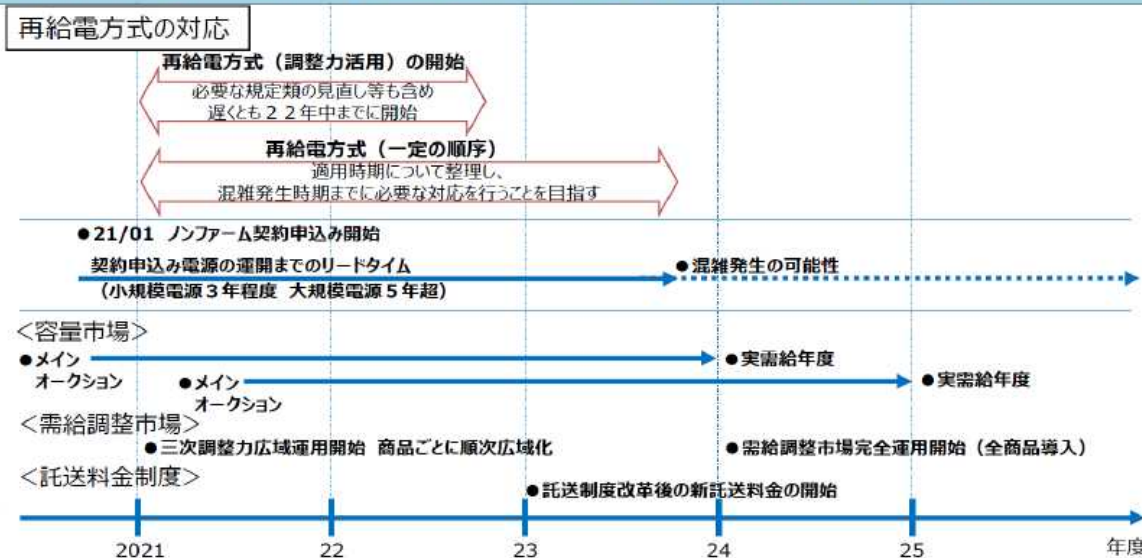 再給電方式の対応
再給電方式（調整力活用）の開始
必要な規定類の見直し等も含め
遅くとも２２年中までに開始
再給電方式（一定の順序）
適用時期について整理し、
混雑発生時期までに必要な対応を行うことを目指す
●21/01 ノンファーム契約申込み開始
契約申込み電源の運開までのリードタイム
（小規模電源３年程度 大規模電源５年超）
●混雑発生の可能性
＜容量市場＞
●メイン
オークション
●実需給年度
●メイン
オークション
●実需給年度
＜需給調整市場＞
●三次調整力広域運用開始 商品ごとに順次広域化
●需給調整市場完全運用開始（全商品導入）
＜託送料金制度＞
●託送制度改革後の新託送料金の開始
2021 22 23 24 25 年度